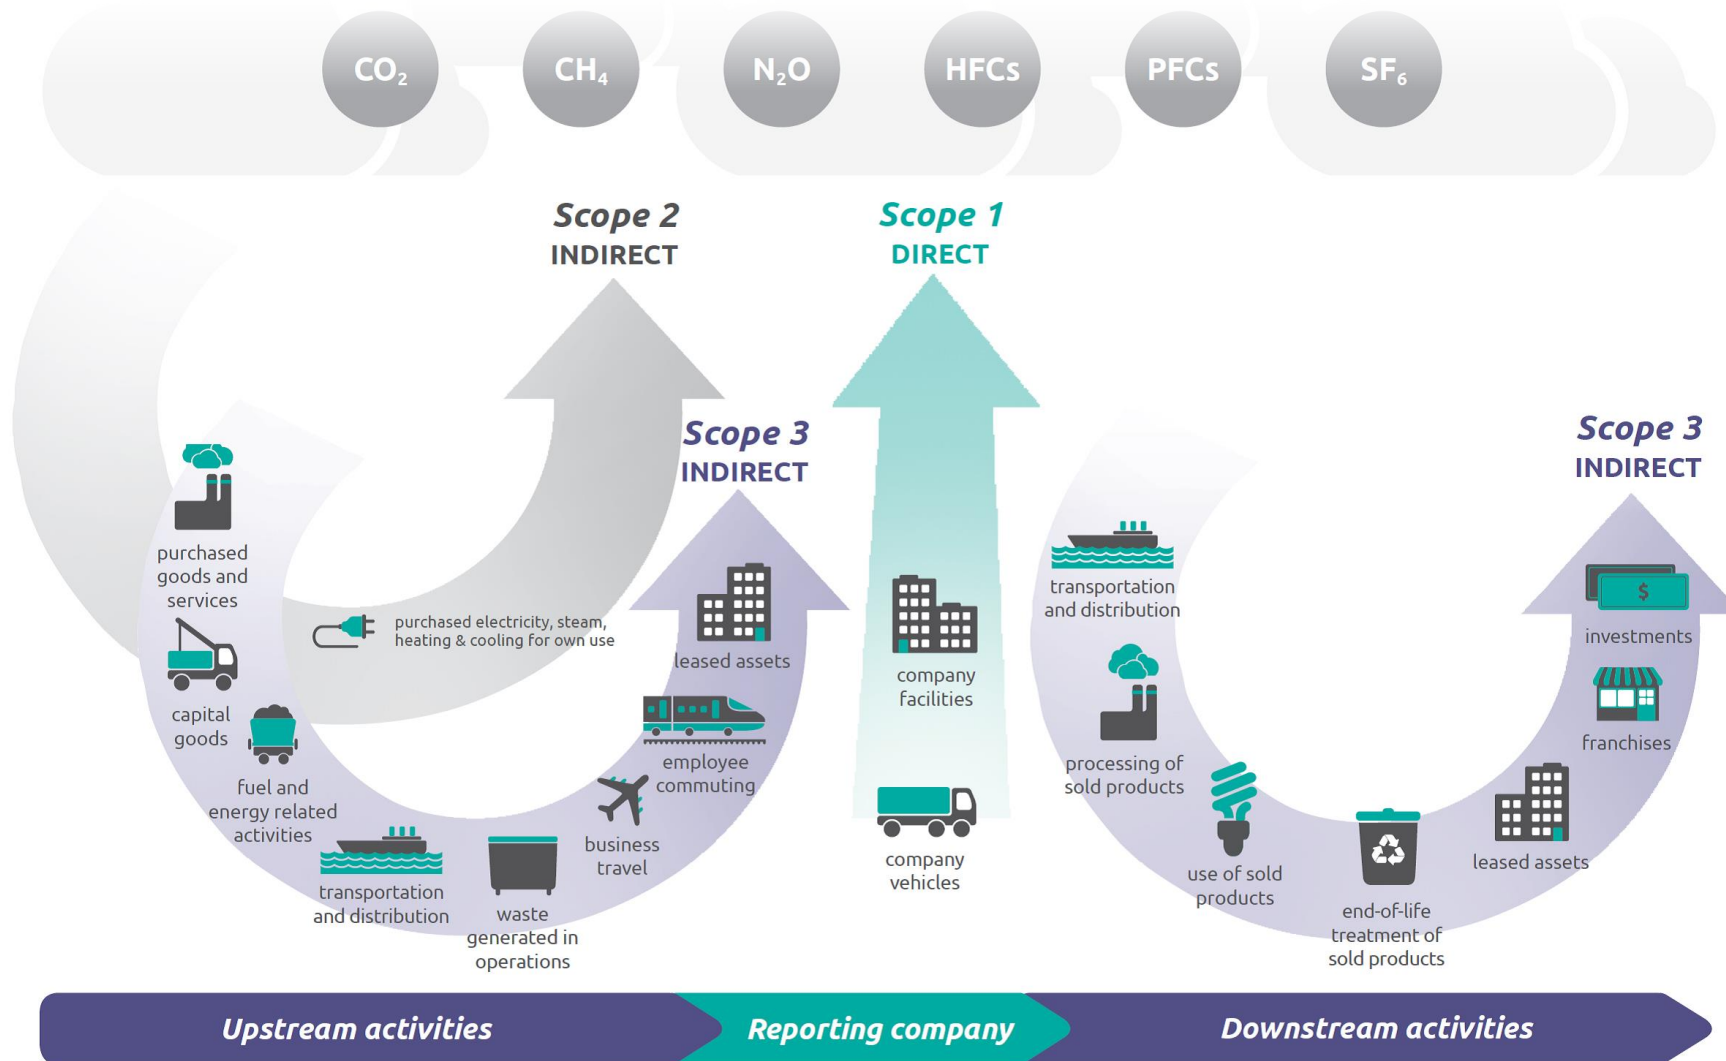 CO₂
CH₄
N₂O
HFCs
PFCs
SF₆
Scope 2
INDIRECT
Scope 1
DIRECT
Scope 3
INDIRECT
Scope 3
INDIRECT
purchased
goods and
services
capital
goods
fuel and
energy related
activities
purchased electricity, steam,
heating & cooling for own use
transportation
and distribution
waste
generated in
operations
business
travel
employee
commuting
leased assets
company
facilities
company
vehicles
transportation
and distribution
processing of
sold products
use of sold
products
end-of-life
treatment of
sold products
leased assets
franchises
$
investments
Upstream activities
Reporting company
Downstream activities